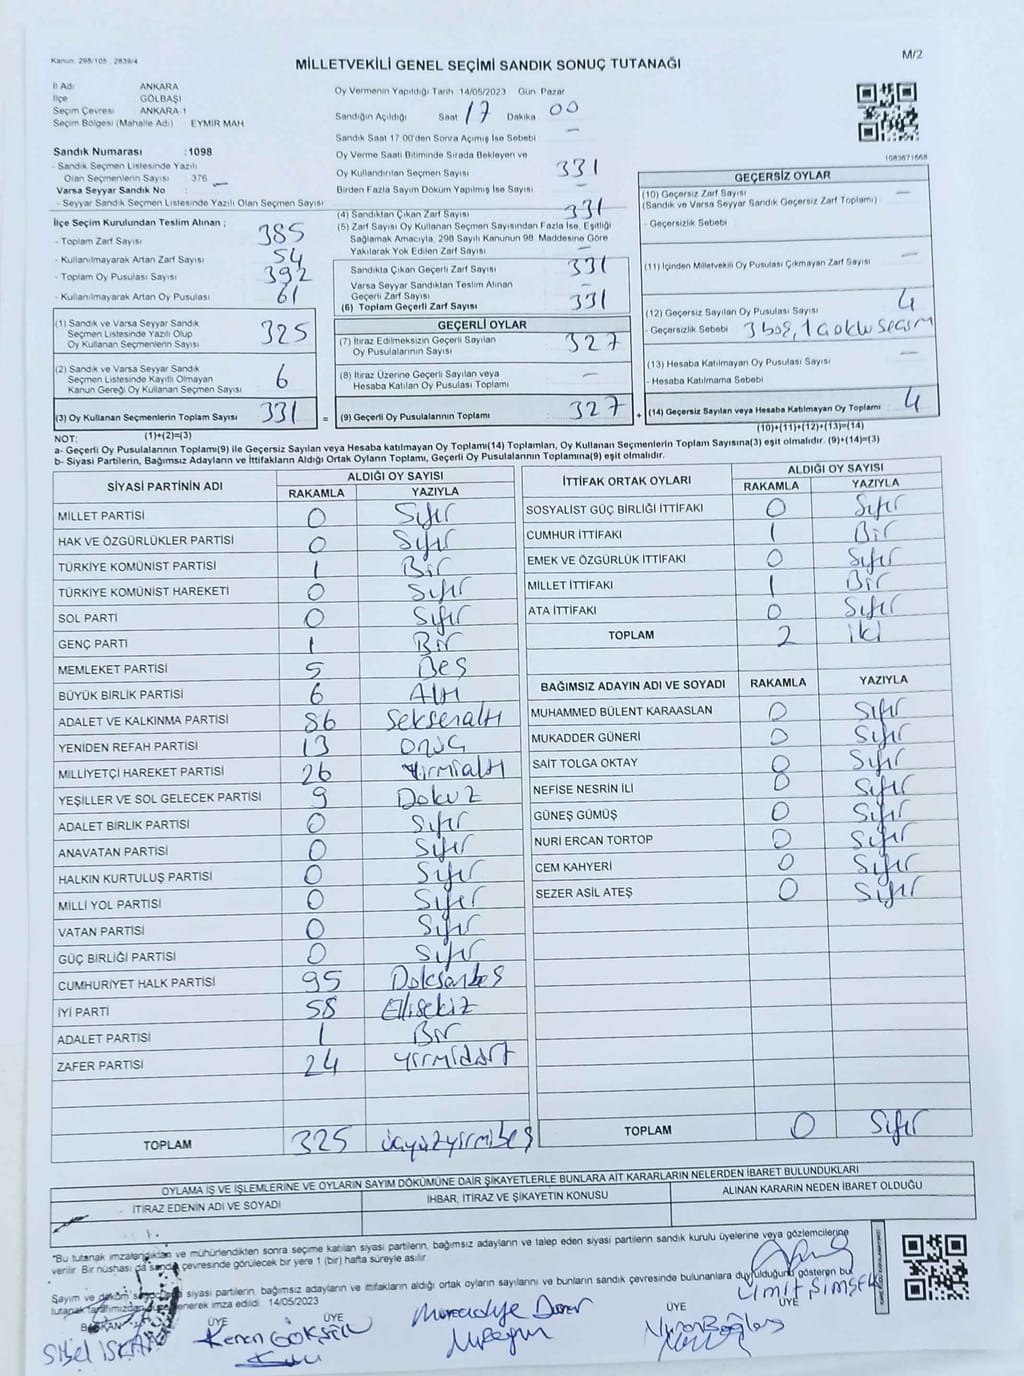 Kanun 298/105 2839/4
M/2
MİLLETVEKİLİ GENEL SEÇİMİ SANDIK SONUÇ TUTANAĞI
İl Adı ANKARA
İlçe GÖLBAŞI
Seçim Çevresi ANKARA-1
Seçim Bölgesi (Mahalle Adı) EYMİR MAH
Sandık Numarası :1098
- Sandık Seçmen Listesinde Yazılı
Olan Seçmenlerin Sayısı 376
Varsa Seyyar Sandık No : —
- Seyyar Sandık Seçmen Listesinde Yazılı Olan Seçmen Sayısı
İlçe Seçim Kurulundan Teslim Alınan ;
- Toplam Zarf Sayısı 385
- Kullanılmayarak Artan Zarf Sayısı 54
- Toplam Oy Pusulası Sayısı 392
- Kullanılmayarak Artan Oy Pusulası 61
(1) Sandık ve Varsa Seyyar Sandık
Seçmen Listesinde Yazılı Olup
Oy Kullanan Seçmenlerin Sayısı 325
(2) Sandık ve Varsa Seyyar Sandık
Seçmen Listesinde Kayıtlı Olmayan
Kanun Gereği Oy Kullanan Seçmen Sayısı 6
(3) Oy Kullanan Seçmenlerin Toplam Sayısı 331 =
(1)+(2)=(3)
Oy Vermenin Yapıldığı Tarih 14/05/2023 Gün Pazar
Sandığın Açıldığı Saat 17 Dakika 00
Sandık Saat 17.00'den Sonra Açılmış İse Sebebi —
Oy Verme Saati Bitiminde Sırada Bekleyen ve
Oy Kullandırılan Seçmen Sayısı 331
Birden Fazla Sayım Döküm Yapılmış İse Sayısı —
(4) Sandıktan Çıkan Zarf Sayısı 331
(5) Zarf Sayısı Oy Kullanan Seçmen Sayısından Fazla İse, Eşitliği
Sağlamak Amacıyla, 298 Sayılı Kanunun 98. Maddesine Göre
Yakılarak Yok Edilen Zarf Sayısı —
Sandıkta Çıkan Geçerli Zarf Sayısı 331
Varsa Seyyar Sandıktan Teslim Alınan
Geçerli Zarf Sayısı —
(6) Toplam Geçerli Zarf Sayısı 331
GEÇERLİ OYLAR
(7) İtiraz Edilmeksizin Geçerli Sayılan
Oy Pusulalarının Sayısı 327
(8) İtiraz Üzerine Geçerli Sayılan veya
Hesaba Katılan Oy Pusulası Toplamı —
(9) Geçerli Oy Pusulalarının Toplamı 327 +
1083671668
GEÇERSİZ OYLAR
(10) Geçersiz Zarf Sayısı —
(Sandık ve Varsa Seyyar Sandık Geçersiz Zarf Toplamı)
- Geçersizlik Sebebi
(11) İçinden Milletvekili Oy Pusulası Çıkmayan Zarf Sayısı —
(12) Geçersiz Sayılan Oy Pusulası Sayısı 4
- Geçersizlik Sebebi 3 boş, 1 Çoklu seçim
(13) Hesaba Katılmayan Oy Pusulası Sayısı —
- Hesaba Katılmama Sebebi
(14) Geçersiz Sayılan veya Hesaba Katılmayan Oy Toplamı 4
(10)+(11)+(12)+(13)=(14)
NOT:
a- Geçerli Oy Pusulalarının Toplamı(9) ile Geçersiz Sayılan veya Hesaba katılmayan Oy Toplamı(14) Toplamları, Oy Kullanan Seçmenlerin Toplam Sayısına(3) eşit olmalıdır. (9)+(14)=(3)
b- Siyasi Partilerin, Bağımsız Adayların ve İttifakların Aldığı Ortak Oyların Toplamı, Geçerli Oy Pusulalarının Toplamına(9) eşit olmalıdır.
SİYASİ PARTİNİN ADI ALDIĞI OY SAYISI
RAKAMLA YAZIYLA
MİLLET PARTİSİ 0 Sıfır
HAK VE ÖZGÜRLÜKLER PARTİSİ 0 Sıfır
TÜRKİYE KOMÜNİST PARTİSİ 1 Bir
TÜRKİYE KOMÜNİST HAREKETİ 0 Sıfır
SOL PARTİ 0 Sıfır
GENÇ PARTİ 1 Bir
MEMLEKET PARTİSİ 5 Beş
BÜYÜK BİRLİK PARTİSİ 6 Altı
ADALET VE KALKINMA PARTİSİ 86 Seksenaltı
YENİDEN REFAH PARTİSİ 13 Onüç
MİLLİYETÇİ HAREKET PARTİSİ 26 Yirmialtı
YEŞİLLER VE SOL GELECEK PARTİSİ 9 Dokuz
ADALET BİRLİK PARTİSİ 0 Sıfır
ANAVATAN PARTİSİ 0 Sıfır
HALKIN KURTULUŞ PARTİSİ 0 Sıfır
MİLLİ YOL PARTİSİ 0 Sıfır
VATAN PARTİSİ 0 Sıfır
GÜÇ BİRLİĞİ PARTİSİ 0 Sıfır
CUMHURİYET HALK PARTİSİ 95 Doksanbeş
İYİ PARTİ 58 Ellisekiz
ADALET PARTİSİ 1 Bir
ZAFER PARTİSİ 24 Yirmidört
TOPLAM 325 üçyüzyirmibeş
İTTİFAK ORTAK OYLARI ALDIĞI OY SAYISI
RAKAMLA YAZIYLA
SOSYALİST GÜÇ BİRLİĞİ İTTİFAKI 0 Sıfır
CUMHUR İTTİFAKI 1 Bir
EMEK VE ÖZGÜRLÜK İTTİFAKI 0 Sıfır
MİLLET İTTİFAKI 1 Bir
ATA İTTİFAKI 0 Sıfır
TOPLAM 2 iki
BAĞIMSIZ ADAYIN ADI VE SOYADI RAKAMLA YAZIYLA
MUHAMMED BÜLENT KARAASLAN 0 Sıfır
MUKADDER GÜNERİ 0 Sıfır
SAİT TOLGA OKTAY 0 Sıfır
NEFİSE NESRİN İLİ 0 Sıfır
GÜNEŞ GÜMÜŞ 0 Sıfır
NURİ ERCAN TORTOP 0 Sıfır
CEM KAHYERİ 0 Sıfır
SEZER ASİL ATEŞ 0 Sıfır
TOPLAM 0 Sıfır
OYLAMA İŞ VE İŞLEMLERİNE VE OYLARIN SAYIM DÖKÜMÜNE DAİR ŞİKAYETLERLE BUNLARA AİT KARARLARIN NELERDEN İBARET BULUNDUKLARI
İTİRAZ EDENİN ADI VE SOYADI İHBAR, İTİRAZ VE ŞİKAYETİN KONUSU ALINAN KARARIN NEDEN İBARET OLDUĞU
"Bu tutanak imzalandıktan ve mühürlendikten sonra seçime katılan siyasi partilerin, bağımsız adayların ve talep eden siyasi partilerin sandık kurulu üyelerine veya gözlemcilerine
verilir. Bir nüshası da sandık çevresinde görülecek bir yere 1 (bir) hafta süreyle asılır.
Sayım ve döküm siyasi partilerin, bağımsız adayların ve ittifakların aldığı ortak oyların sayılarını ve bunların sandık çevresinde bulunanlara duyulduğunu gösteren bu
tutanak tarafımızdan düzenlenerek imza edildi. 14/05/2023
BAŞKAN ÜYE ÜYE ÜYE ÜYE
Sibel Kenan GÖKŞİN Nuran Bağdaş ÜMİT ŞİMŞEK